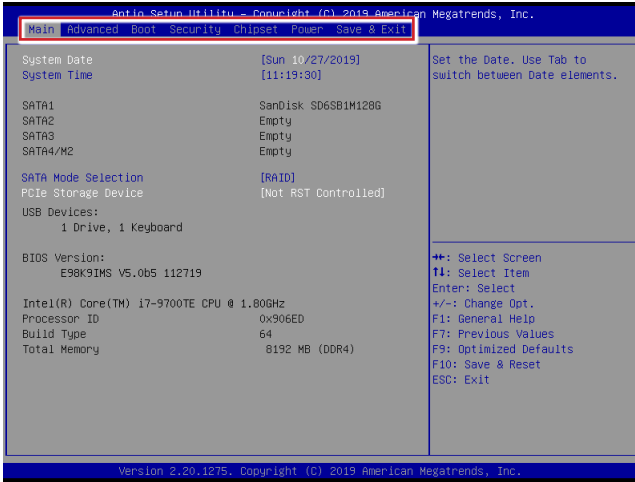 Aptio Setup Utility – Copyright (C) 2019 American Megatrends, Inc.
Main Advanced Boot Security Chipset Power Save & Exit
System Date [Sun 10/27/2019]
System Time [11:19:30]
SATA1 SanDisk SD6SB1M128G
SATA2 Empty
SATA3 Empty
SATA4/M2 Empty
SATA Mode Selection [RAID]
PCIe Storage Device [Not RST Controlled]
USB Devices:
1 Drive, 1 Keyboard
BIOS Version:
E98K9IMS V5.0b5 112719
Intel(R) Core(TM) i7-9700TE CPU @ 1.80GHz
Processor ID 0x906ED
Build Type 64
Total Memory 8192 MB (DDR4)
Set the Date. Use Tab to
switch between Date elements.
→←: Select Screen
↑↓: Select Item
Enter: Select
+/-: Change Opt.
F1: General Help
F7: Previous Values
F9: Optimized Defaults
F10: Save & Reset
ESC: Exit
Version 2.20.1275. Copyright (C) 2019 American Megatrends, Inc.